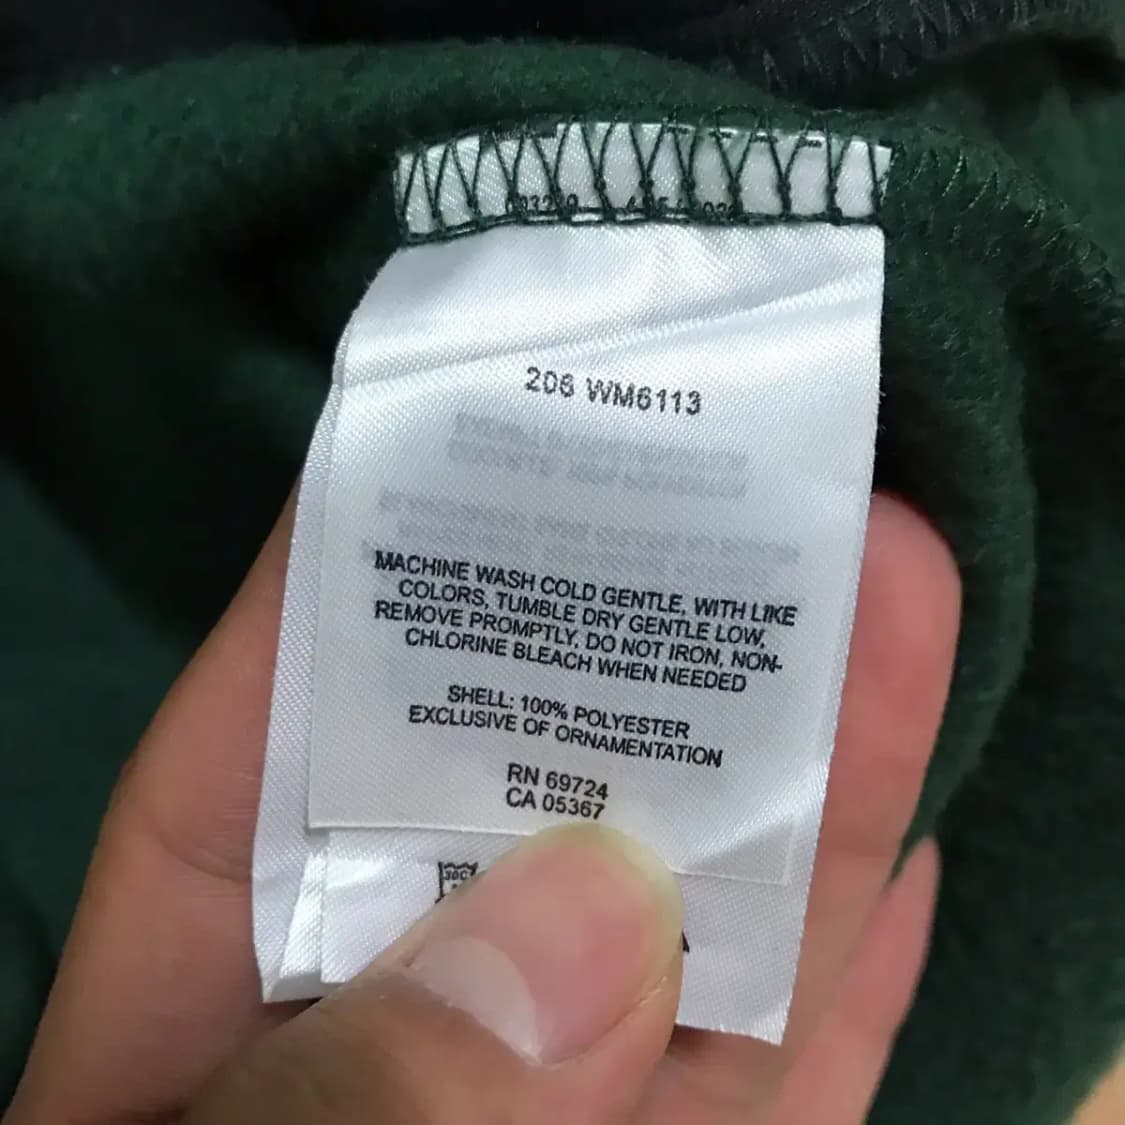 206 WM6113
MACHINE WASH COLD GENTLE, WITH LIKE
COLORS, TUMBLE DRY GENTLE LOW,
REMOVE PROMPTLY, DO NOT IRON, NON-
CHLORINE BLEACH WHEN NEEDED
SHELL: 100% POLYESTER
EXCLUSIVE OF ORNAMENTATION
RN 69724
CA 05367
30C